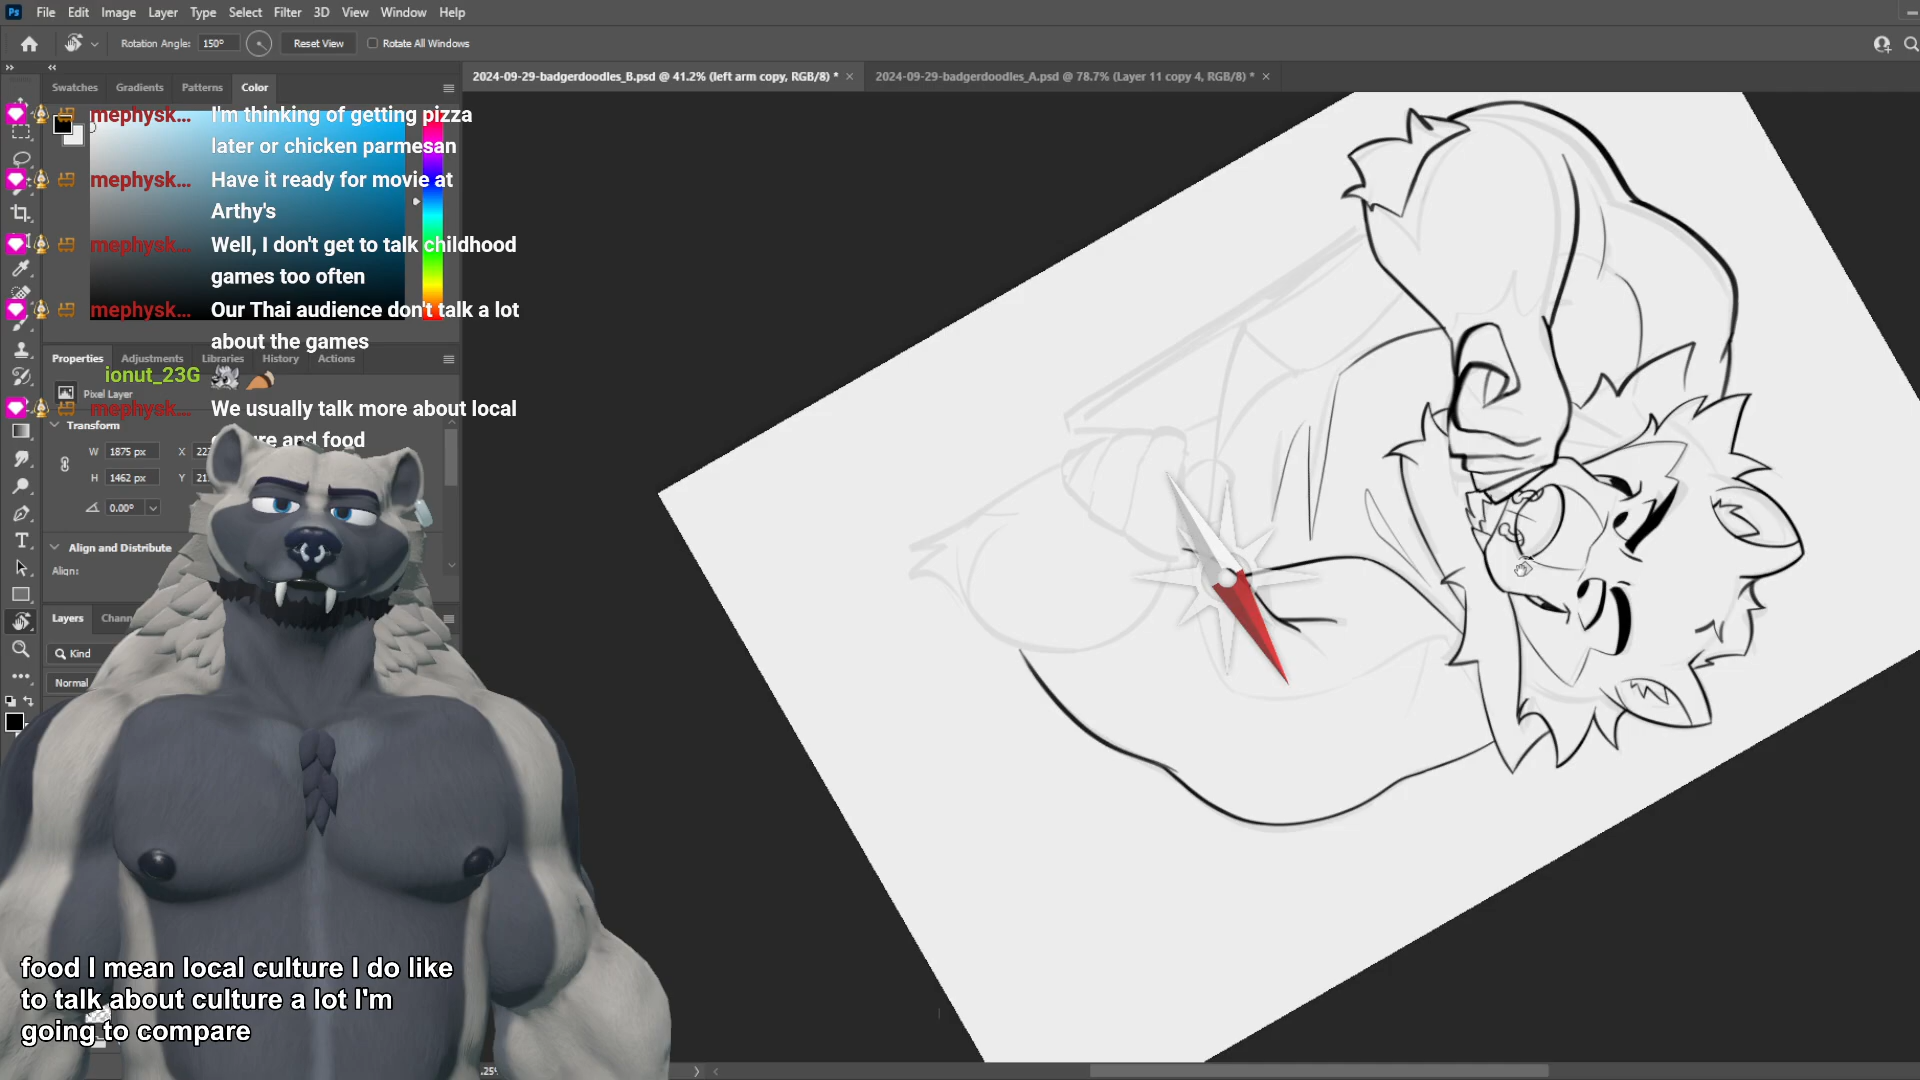 Ps File Edit Image Layer Type Select Filter 3D View Window Help
Rotation Angle: 150° Reset View Rotate All Windows
2024-09-29-badgerdoodles_B.psd @ 41.2% (left arm copy, RGB/8) * × 2024-09-29-badgerdoodles_A.psd @ 78.7% (Layer 11 copy 4, RGB/8) * ×
Swatches Gradients Patterns Color
mephysk... I'm thinking of getting pizza
later or chicken parmesan
mephysk... Have it ready for movie at
Arthy's
mephysk... Well, I don't get to talk childhood
games too often
mephysk... Our Thai audience don't talk a lot
about the games
Properties Adjustments Libraries History Actions
ionut_23G
Pixel Layer
mephysk... We usually talk more about local
culture and food
Transform
W 1875 px X
H 1462 px Y
0.00°
Align and Distribute
Align:
Layers
Kind
Normal
food I mean local culture I do like
to talk about culture a lot I'm
going to compare